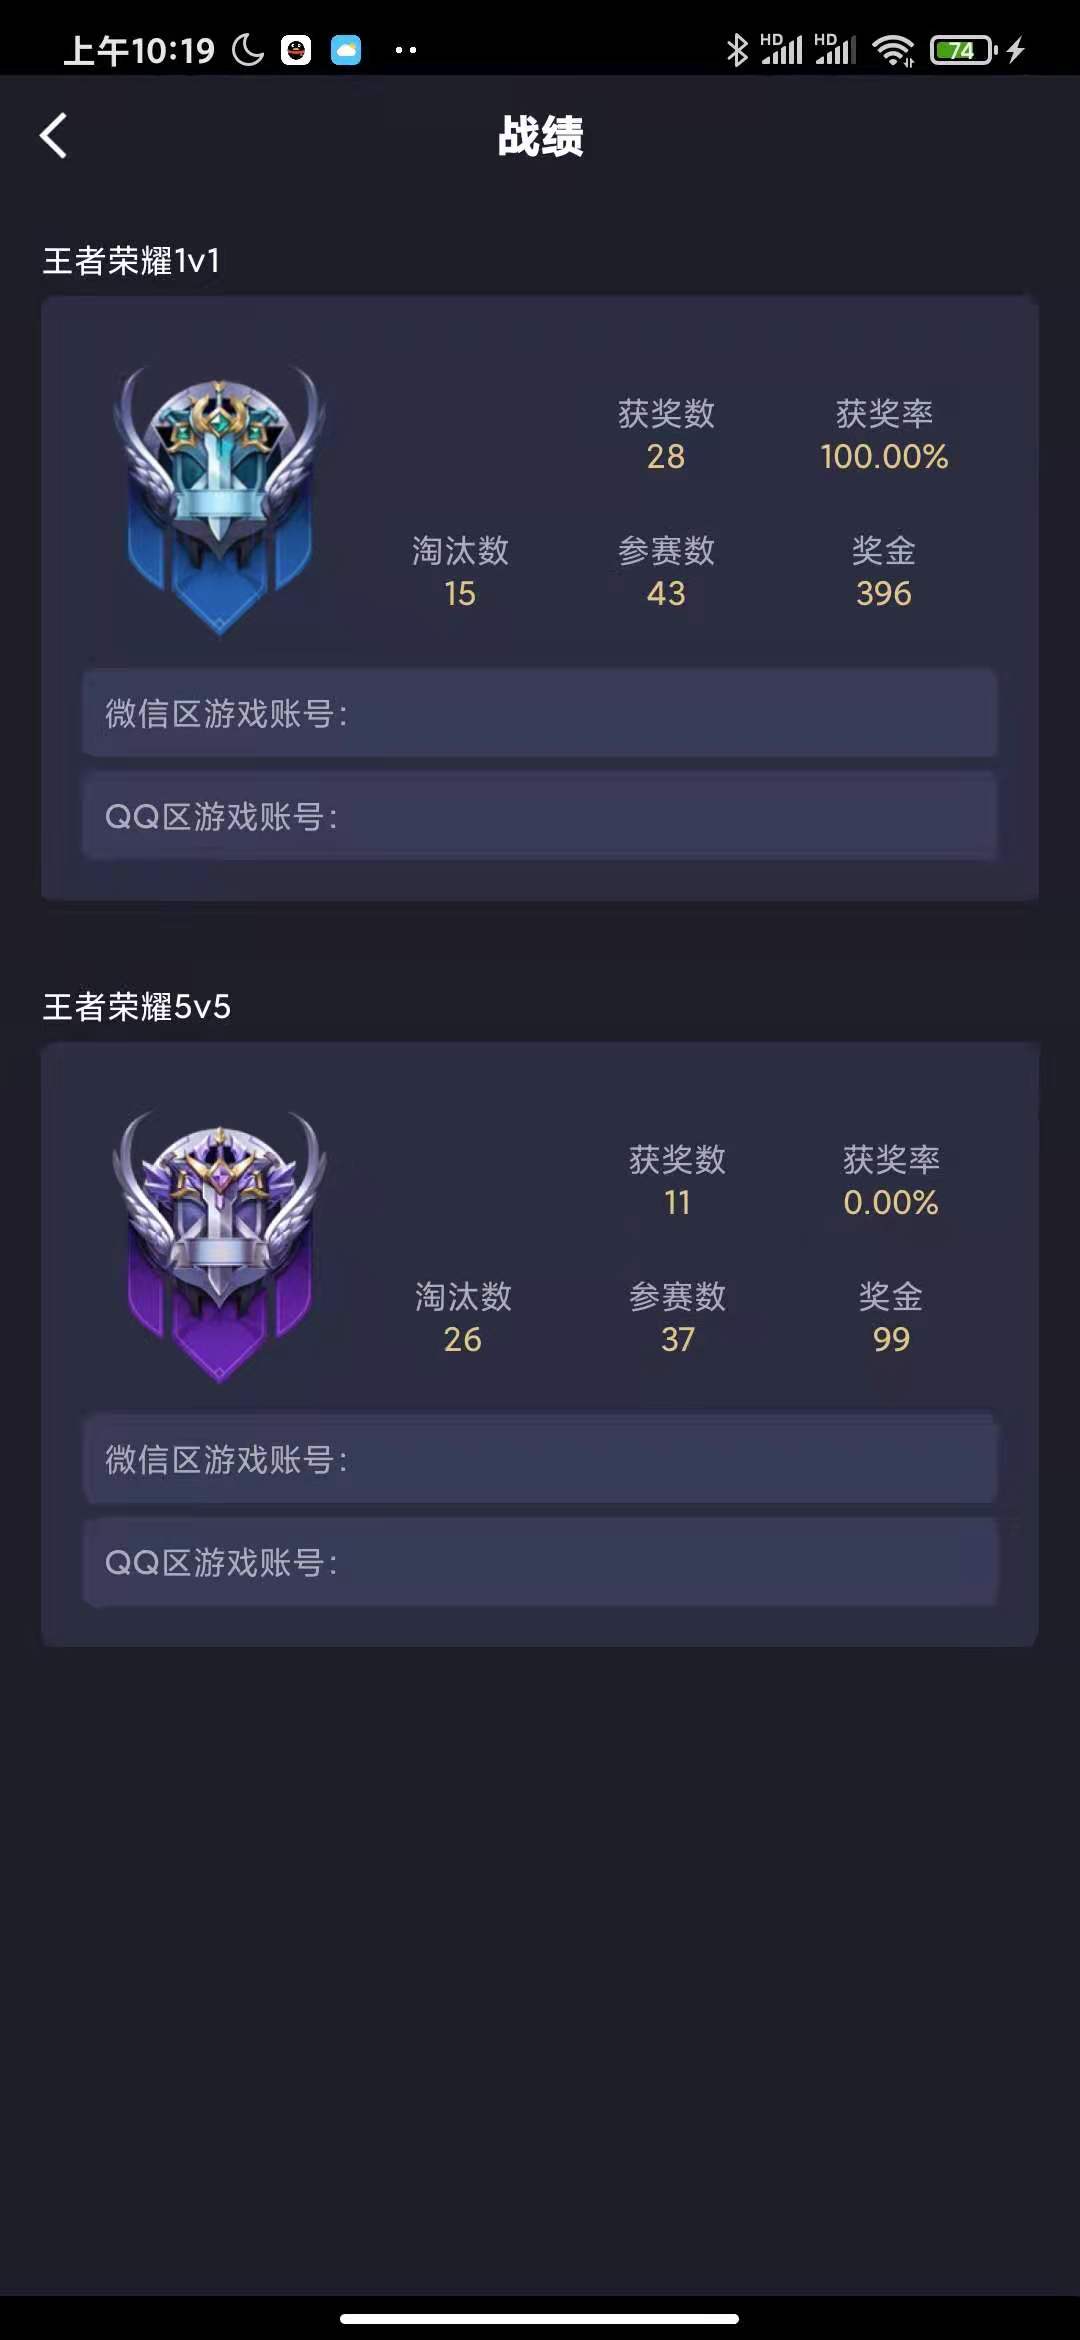 上午10:19
HD HD 74
战绩
王者荣耀1v1
获奖数 获奖率
28 100.00%
淘汰数 参赛数 奖金
15 43 396
微信区游戏账号:
QQ区游戏账号:
王者荣耀5v5
获奖数 获奖率
11 0.00%
淘汰数 参赛数 奖金
26 37 99
微信区游戏账号:
QQ区游戏账号: